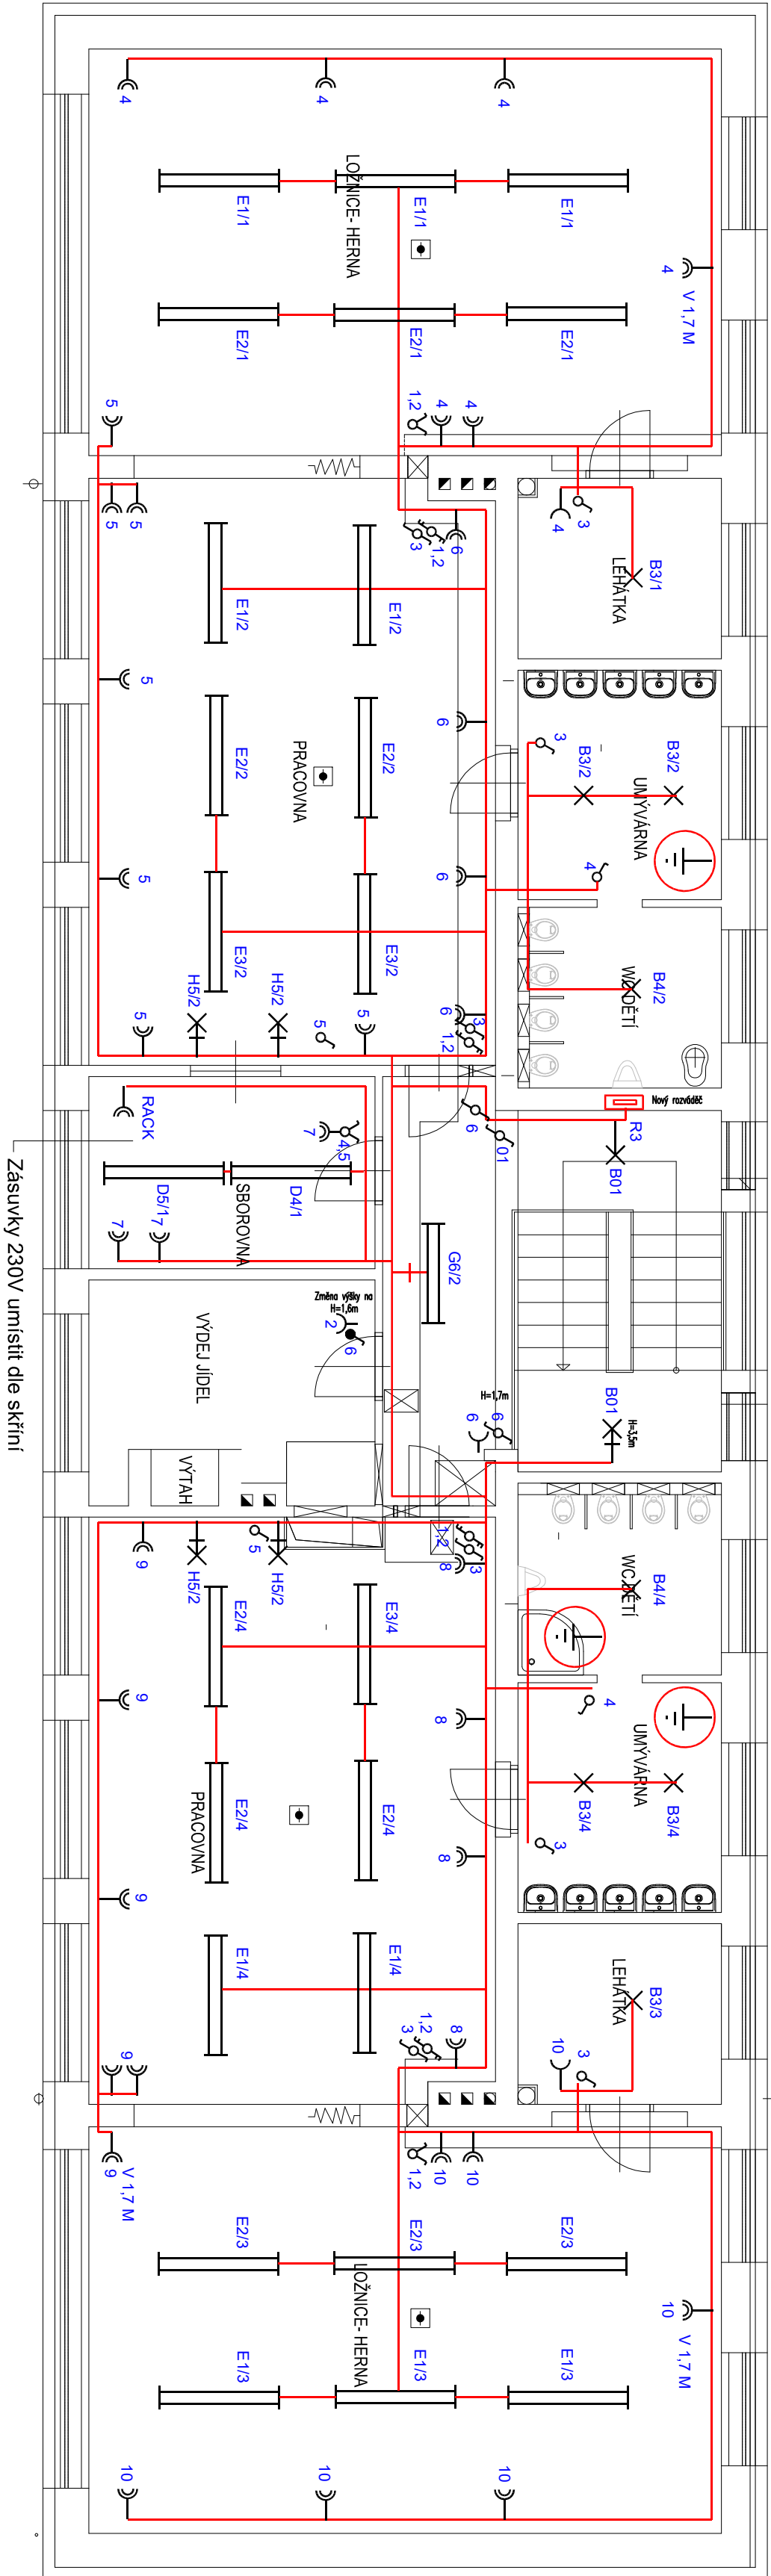 4
4
4
E1/1
E1/1
E1/1
LOŽNICE- HERNA
4
V 1,7 M
E2/1
E2/1
E2/1
5
1,2
4
4
5
5
3
1,2
6
4
3
B3/1
LEHÁTKA
E1/2
E1/2
5
6
3
B3/2
B3/2
UMÝVÁRNA
E2/2
E2/2
PRACOVNA
5
6
4
E3/2
E3/2
H5/2
H5/2
B4/2
WC DĚTÍ
5
5
5
6
3
1,2
Nový rozváděč
R3
RACK
7
4,5
6
01
B01
D5/1
D4/1
SBOROVNA
7
7
G6/2
Změna výšky na
H=1,6m
2
6
VÝDEJ JÍDEL
Zásuvky 230V umístit dle skříní
H=1,7m
6
6
B01
H=3,5m
VÝTAH
9
5
1,2
8
3
H5/2
H5/2
E2/4
E3/4
B4/4
WC DĚTÍ
9
8
4
UMÝVÁRNA
E2/4
E2/4
PRACOVNA
B3/4
B3/4
9
8
3
E1/4
E1/4
LEHÁTKA
B3/3
9
3
1,2
8
10
3
9
V 1,7 M
1,2
10
10
E2/3
E2/3
E2/3
LOŽNICE- HERNA
10
V 1,7 M
E1/3
E1/3
E1/3
10
10
10